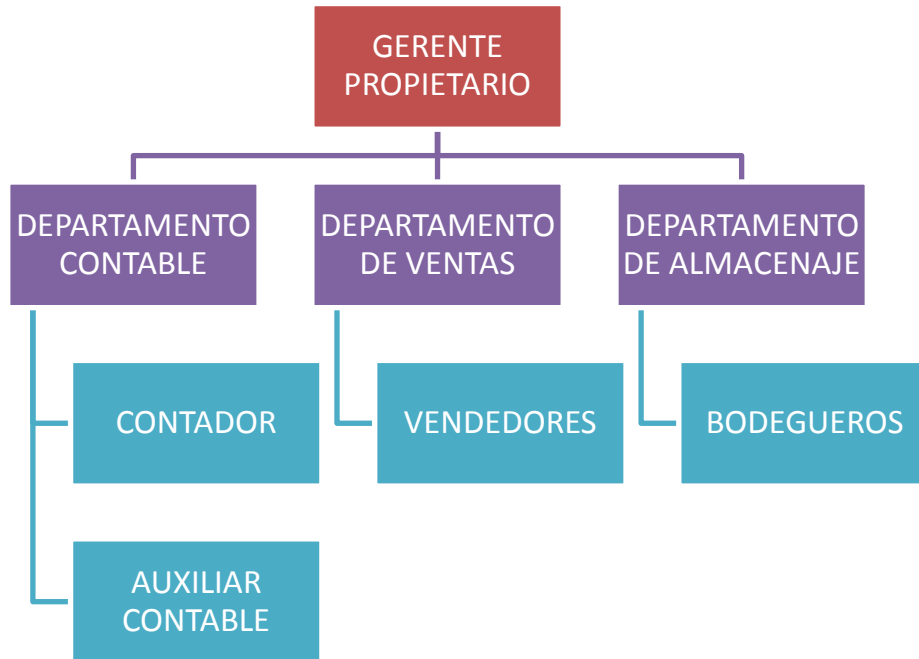 GERENTE
PROPIETARIO
DEPARTAMENTO
CONTABLE
DEPARTAMENTO
DE VENTAS
DEPARTAMENTO
DE ALMACENAJE
CONTADOR
VENDEDORES
BODEGUEROS
AUXILIAR
CONTABLE